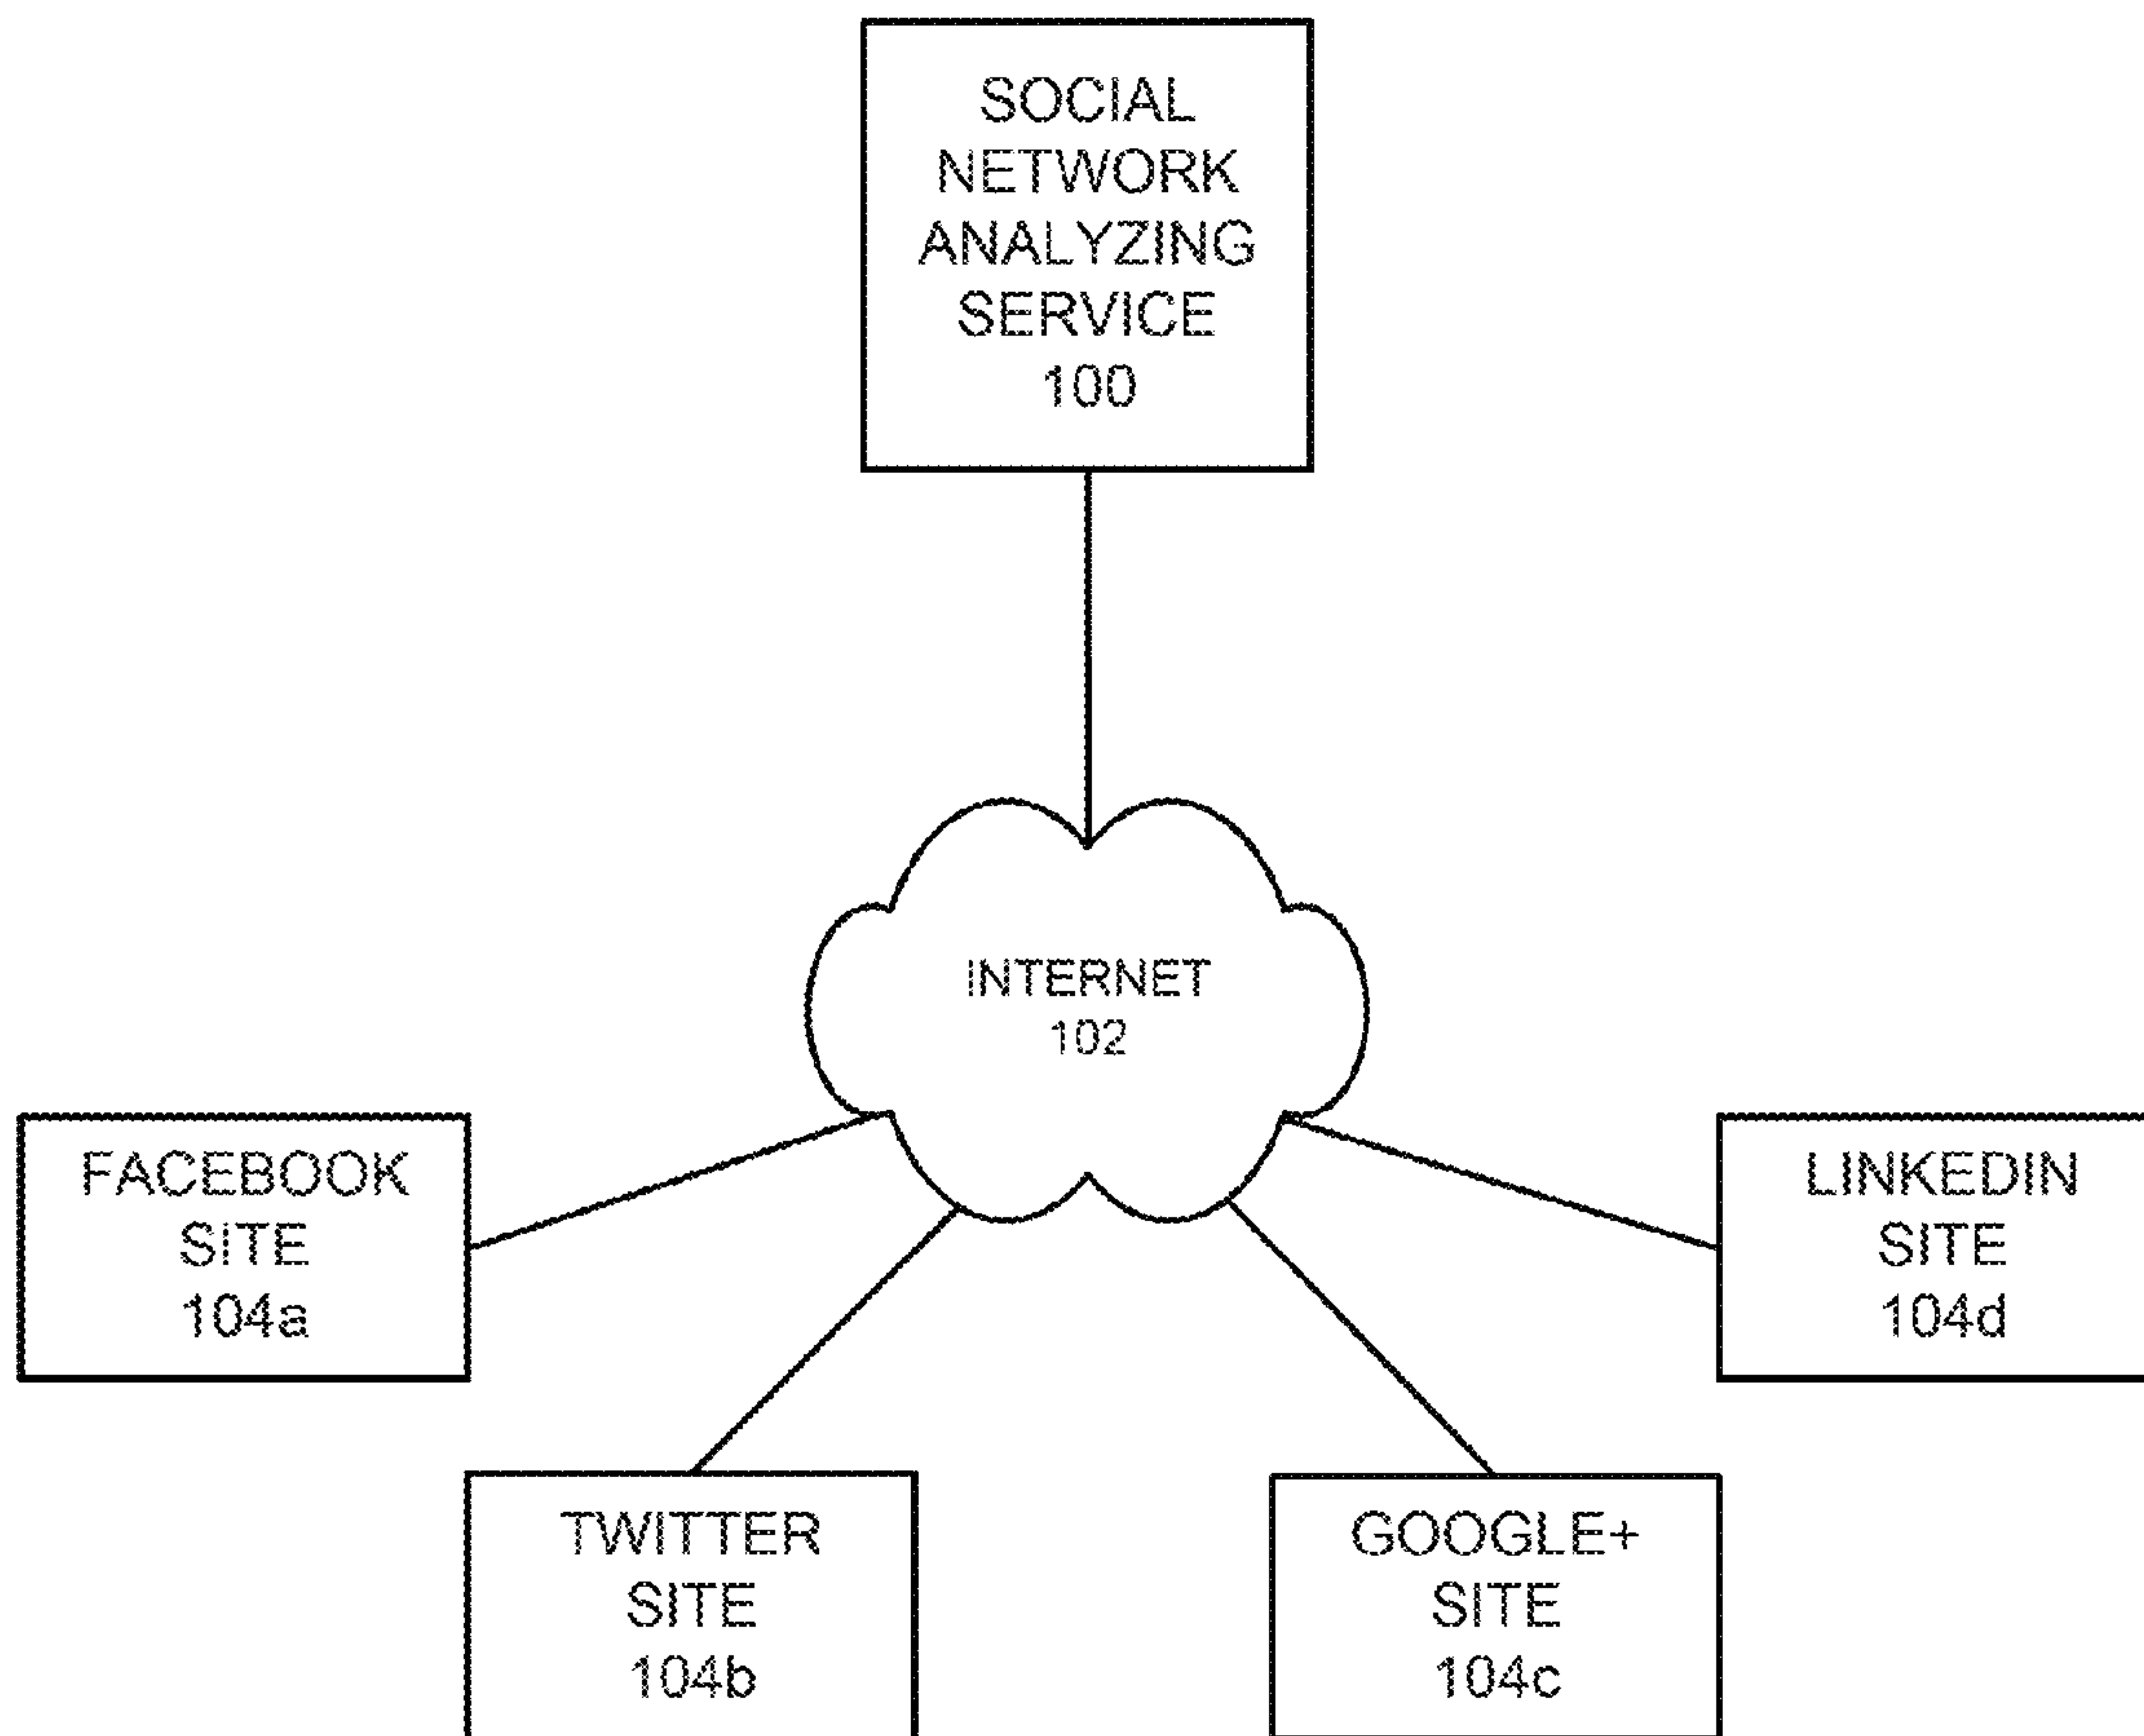 SOCIAL
NETWORK
ANALYZING
SERVICE
100
INTERNET
102
FACEBOOK
SITE
104a
LINKEDIN
SITE
104d
TWITTER
SITE
104b
GOOGLE+
SITE
104c